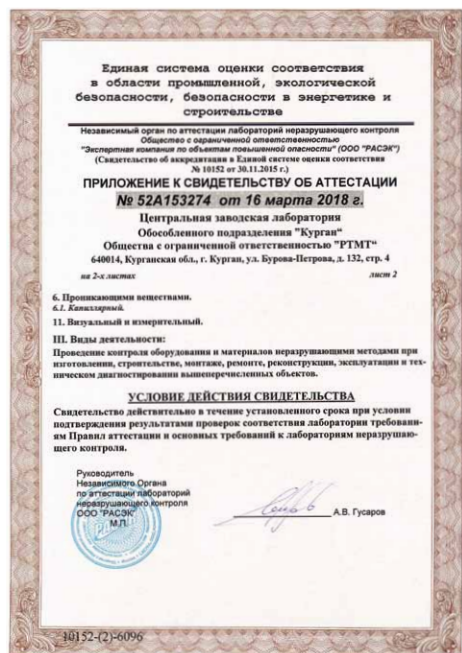 Единая система оценки соответствия
в области промышленной, экологической
безопасности, безопасности в энергетике и
строительстве
Независимый орган по аттестации лабораторий неразрушающего контроля
Общество с ограниченной ответственностью
"Экспертная компания по объектам повышенной опасности" (ООО "РАСЭК")
(Свидетельство об аккредитации в Единой системе оценки соответствия
№ 10152 от 30.11.2015 г.)
ПРИЛОЖЕНИЕ К СВИДЕТЕЛЬСТВУ ОБ АТТЕСТАЦИИ
№ 52А153274 от 16 марта 2018 г.
Центральная заводская лаборатория
Обособленного подразделения "Курган"
Общества с ограниченной ответственностью "РТМТ"
640014, Курганская обл., г. Курган, ул. Бурова-Петрова, д. 132, стр. 4
на 2-х листах лист 2
6. Проникающими веществами.
6.1. Капиллярный.
11. Визуальный и измерительный.
III. Виды деятельности:
Проведение контроля оборудования и материалов неразрушающими методами при
изготовлении, строительстве, монтаже, ремонте, реконструкции, эксплуатации и тех-
ническом диагностировании вышеперечисленных объектов.
УСЛОВИЕ ДЕЙСТВИЯ СВИДЕТЕЛЬСТВА
Свидетельство действительно в течение установленного срока при условии
подтверждения результатами проверок соответствия лаборатории требовани-
ям Правил аттестации и основных требований к лабораториям неразрушаю-
щего контроля.
Руководитель
Независимого Органа
по аттестации лабораторий
неразрушающего контроля
ООО "РАСЭК"
М.П.
А.В. Гусаров
10152-(2)-6096